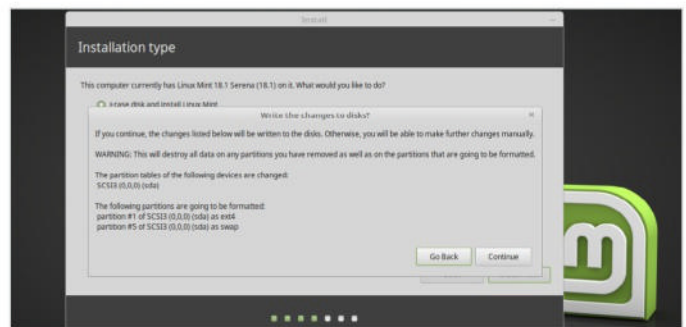 Install
Installation type
This computer currently has Linux Mint 18.1 Serena (18.1) on it. What would you like to do?
Erase disk and install Linux Mint
Write the changes to disks?
If you continue, the changes listed below will be written to the disks. Otherwise, you will be able to make further changes manually.
WARNING: This will destroy all data on any partitions you have removed as well as on the partitions that are going to be formatted.
The partition tables of the following devices are changed:
SCSI3 (0,0,0) (sda)
The following partitions are going to be formatted:
partition #1 of SCSI3 (0,0,0) (sda) as ext4
partition #5 of SCSI3 (0,0,0) (sda) as swap
Go Back Continue